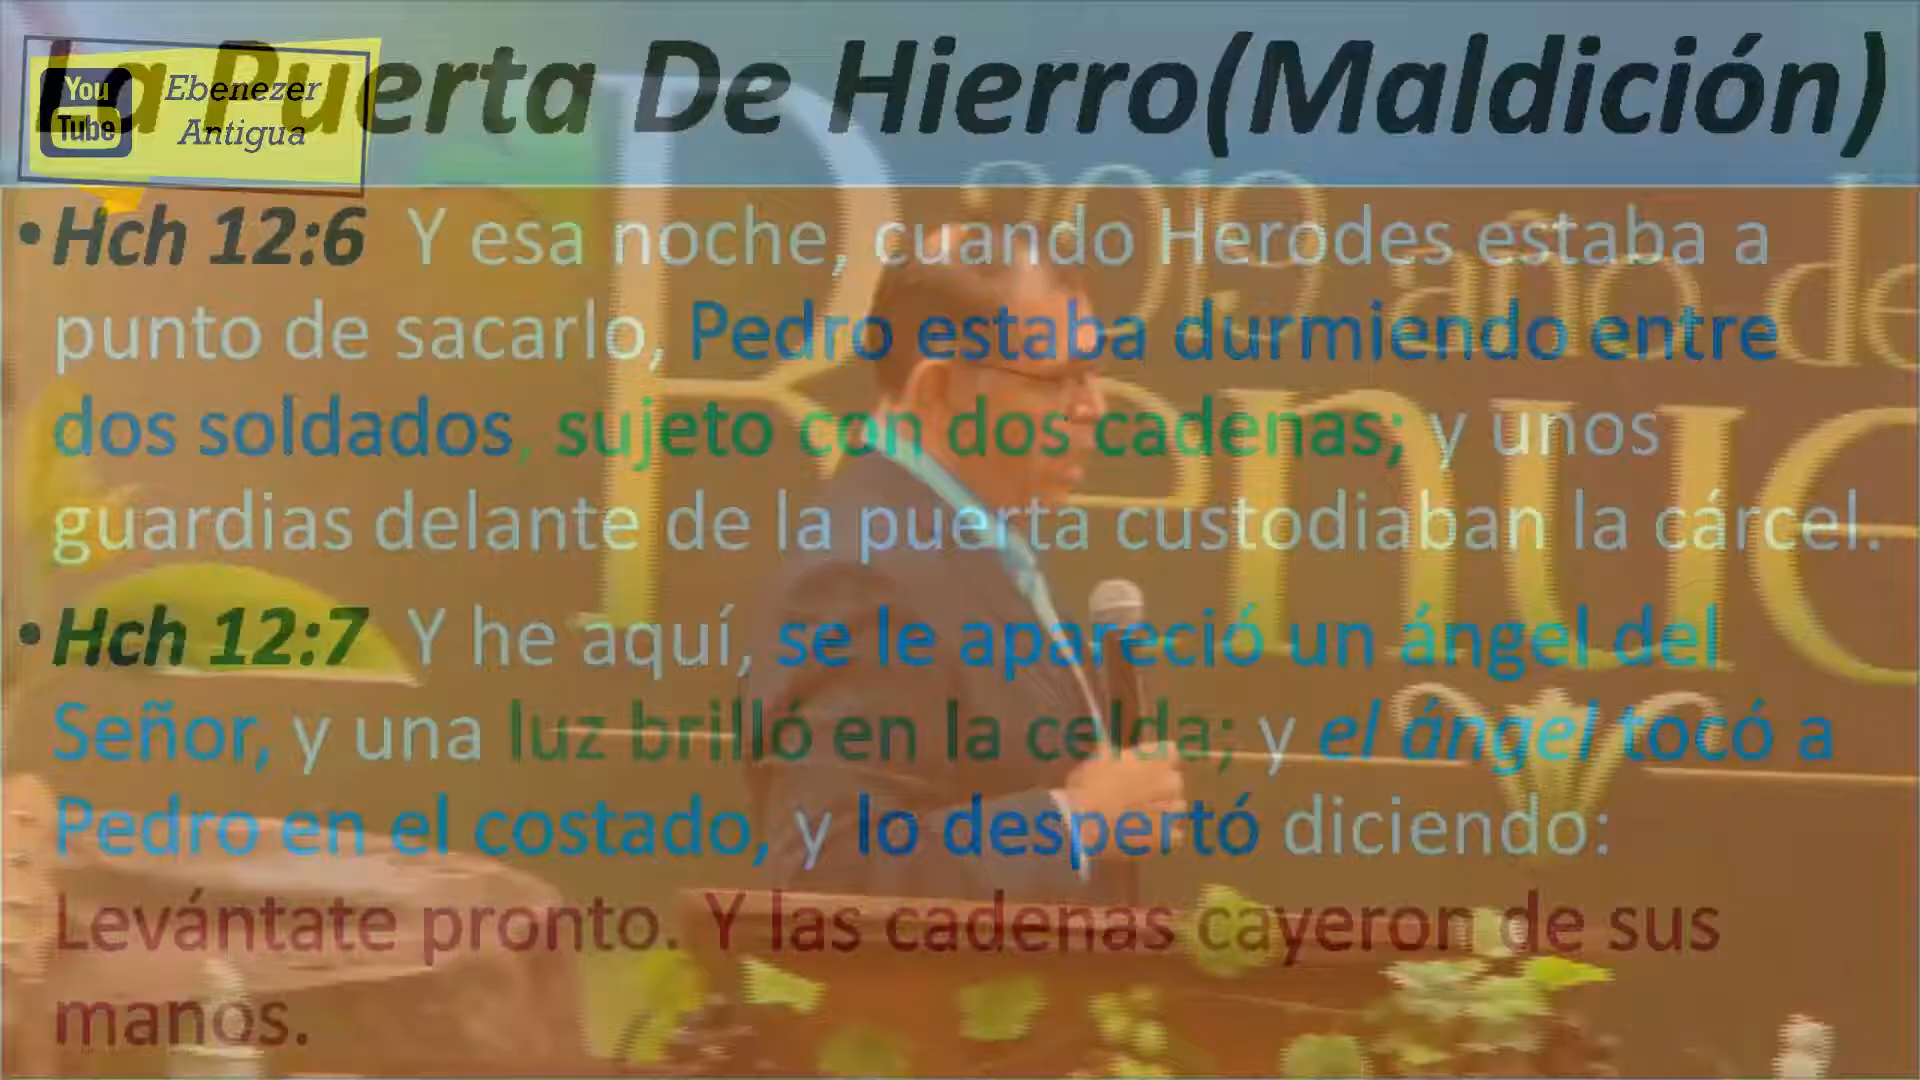 La Puerta De Hierro(Maldición)
You Tube
Ebenezer
Antigua
• Hch 12:6 Y esa noche, cuando Herodes estaba a
punto de sacarlo, Pedro estaba durmiendo entre
dos soldados, sujeto con dos cadenas; y unos
guardias delante de la puerta custodiaban la cárcel.
• Hch 12:7 Y he aquí, se le apareció un ángel del
Señor, y una luz brilló en la celda; y el ángel tocó a
Pedro en el costado, y lo despertó diciendo:
Levántate pronto. Y las cadenas cayeron de sus
manos.
2019 año de